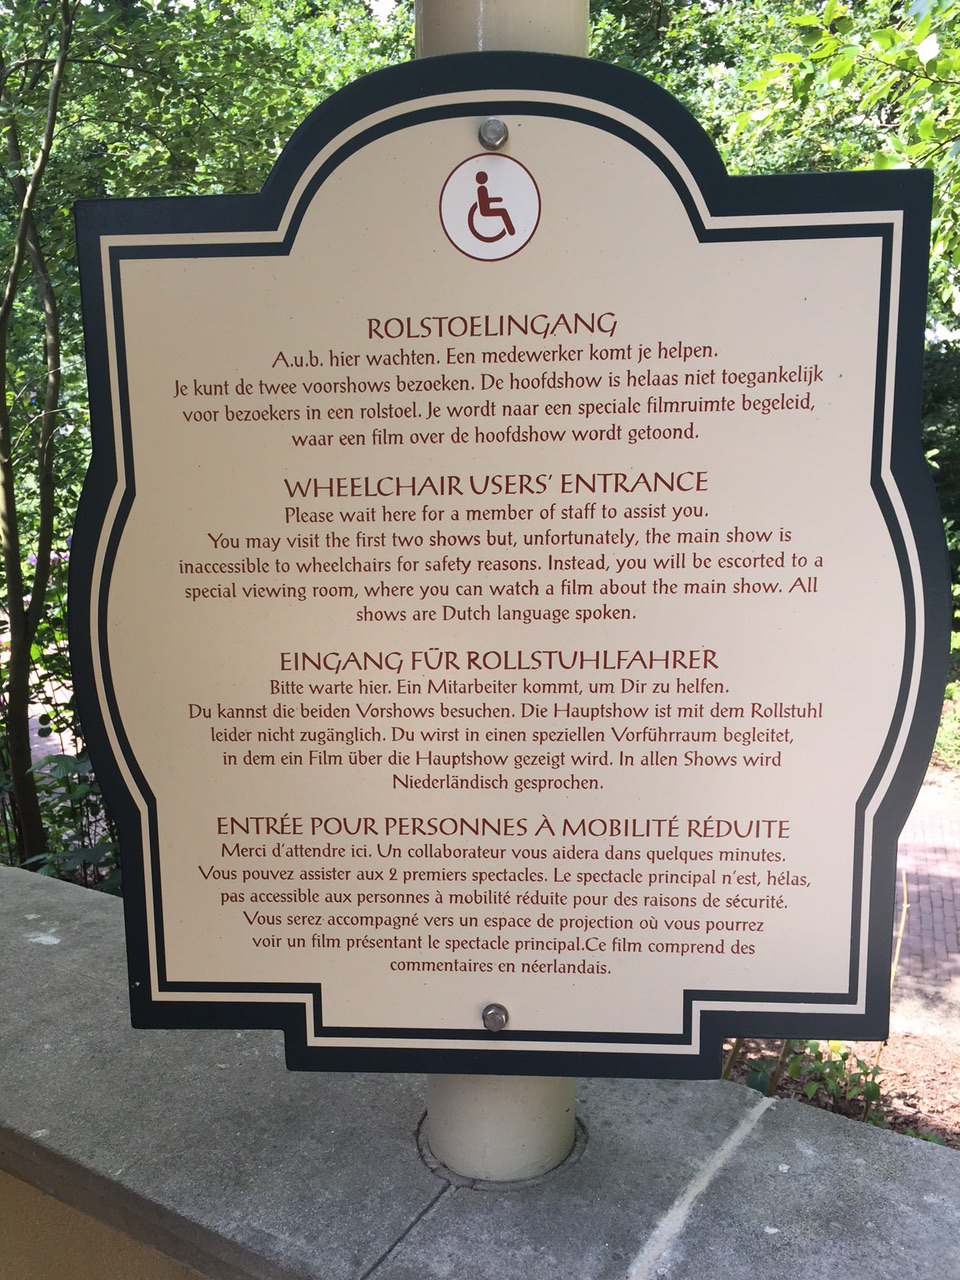 ROLSTOELINGANG
A.u.b. hier wachten. Een medewerker komt je helpen.
Je kunt de twee voorshows bezoeken. De hoofdshow is helaas niet toegankelijk
voor bezoekers in een rolstoel. Je wordt naar een speciale filmruimte begeleid,
waar een film over de hoofdshow wordt getoond.
WHEELCHAIR USERS' ENTRANCE
Please wait here for a member of staff to assist you.
You may visit the first two shows but, unfortunately, the main show is
inaccessible to wheelchairs for safety reasons. Instead, you will be escorted to a
special viewing room, where you can watch a film about the main show. All
shows are Dutch language spoken.
EINGANG FÜR ROLLSTUHLFAHRER
Bitte warte hier. Ein Mitarbeiter kommt, um Dir zu helfen.
Du kannst die beiden Vorshows besuchen. Die Hauptshow ist mit dem Rollstuhl
leider nicht zugänglich. Du wirst in einen speziellen Vorführraum begleitet,
in dem ein Film über die Hauptshow gezeigt wird. In allen Shows wird
Niederländisch gesprochen.
ENTRÉE POUR PERSONNES À MOBILITÉ RÉDUITE
Merci d'attendre ici. Un collaborateur vous aidera dans quelques minutes.
Vous pouvez assister aux 2 premiers spectacles. Le spectacle principal n'est, hélas,
pas accessible aux personnes à mobilité réduite pour des raisons de sécurité.
Vous serez accompagné vers un espace de projection où vous pourrez
voir un film présentant le spectacle principal.Ce film comprend des
commentaires en néerlandais.